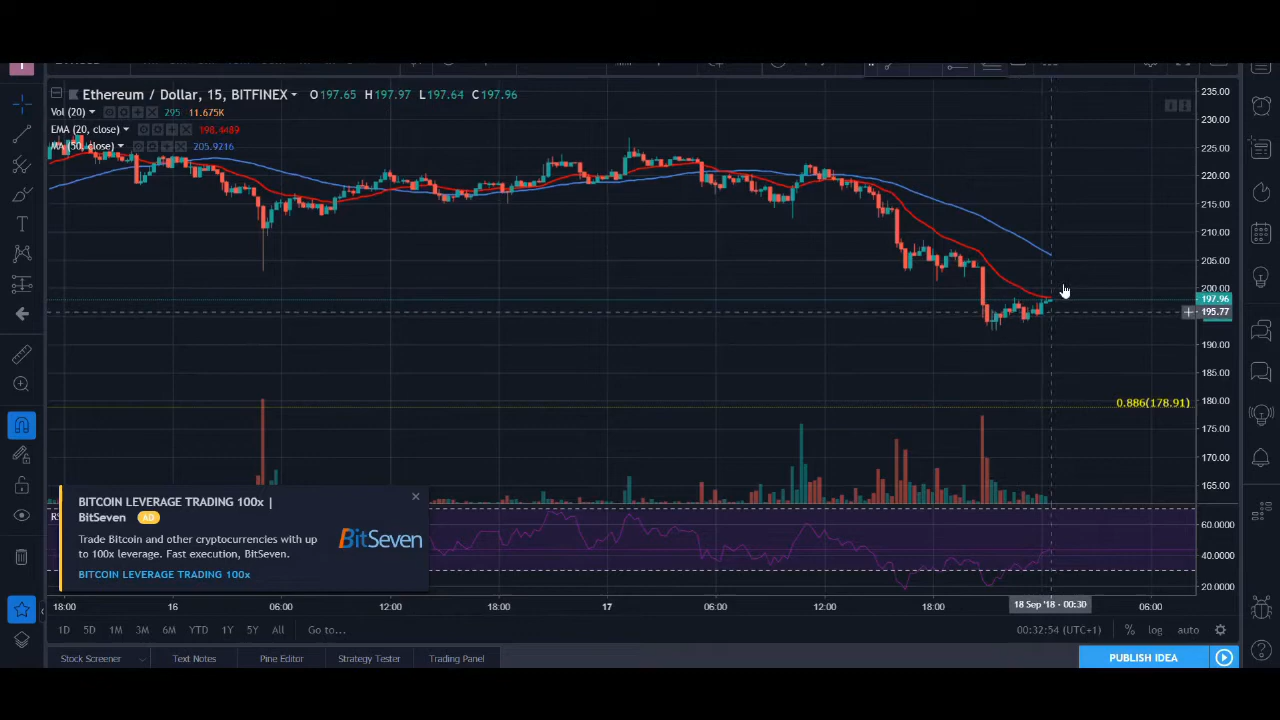 T
Ethereum / Dollar, 15, BITFINEX O197.65 H197.97 L197.64 C197.96
Vol (20) 295 11.675K
EMA (20, close) 198.4489
MA (50, close) 205.9216
235.00
230.00
225.00
220.00
215.00
210.00
205.00
200.00
197.96
195.77
190.00
185.00
0.886(178.91)
180.00
175.00
170.00
165.00
BITCOIN LEVERAGE TRADING 100x |
BitSeven AD
Trade Bitcoin and other cryptocurrencies with up
to 100x leverage. Fast execution, BitSeven.
BITCOIN LEVERAGE TRADING 100x
BitSeven
60.0000
40.0000
20.0000
18:00 16 06:00 12:00 18:00 17 06:00 12:00 18:00 18 Sep '18 - 00:30 06:00
1D 5D 1M 3M 6M YTD 1Y 5Y All Go to... 00:32:54 (UTC+1) % log auto
Stock Screener Text Notes Pine Editor Strategy Tester Trading Panel PUBLISH IDEA